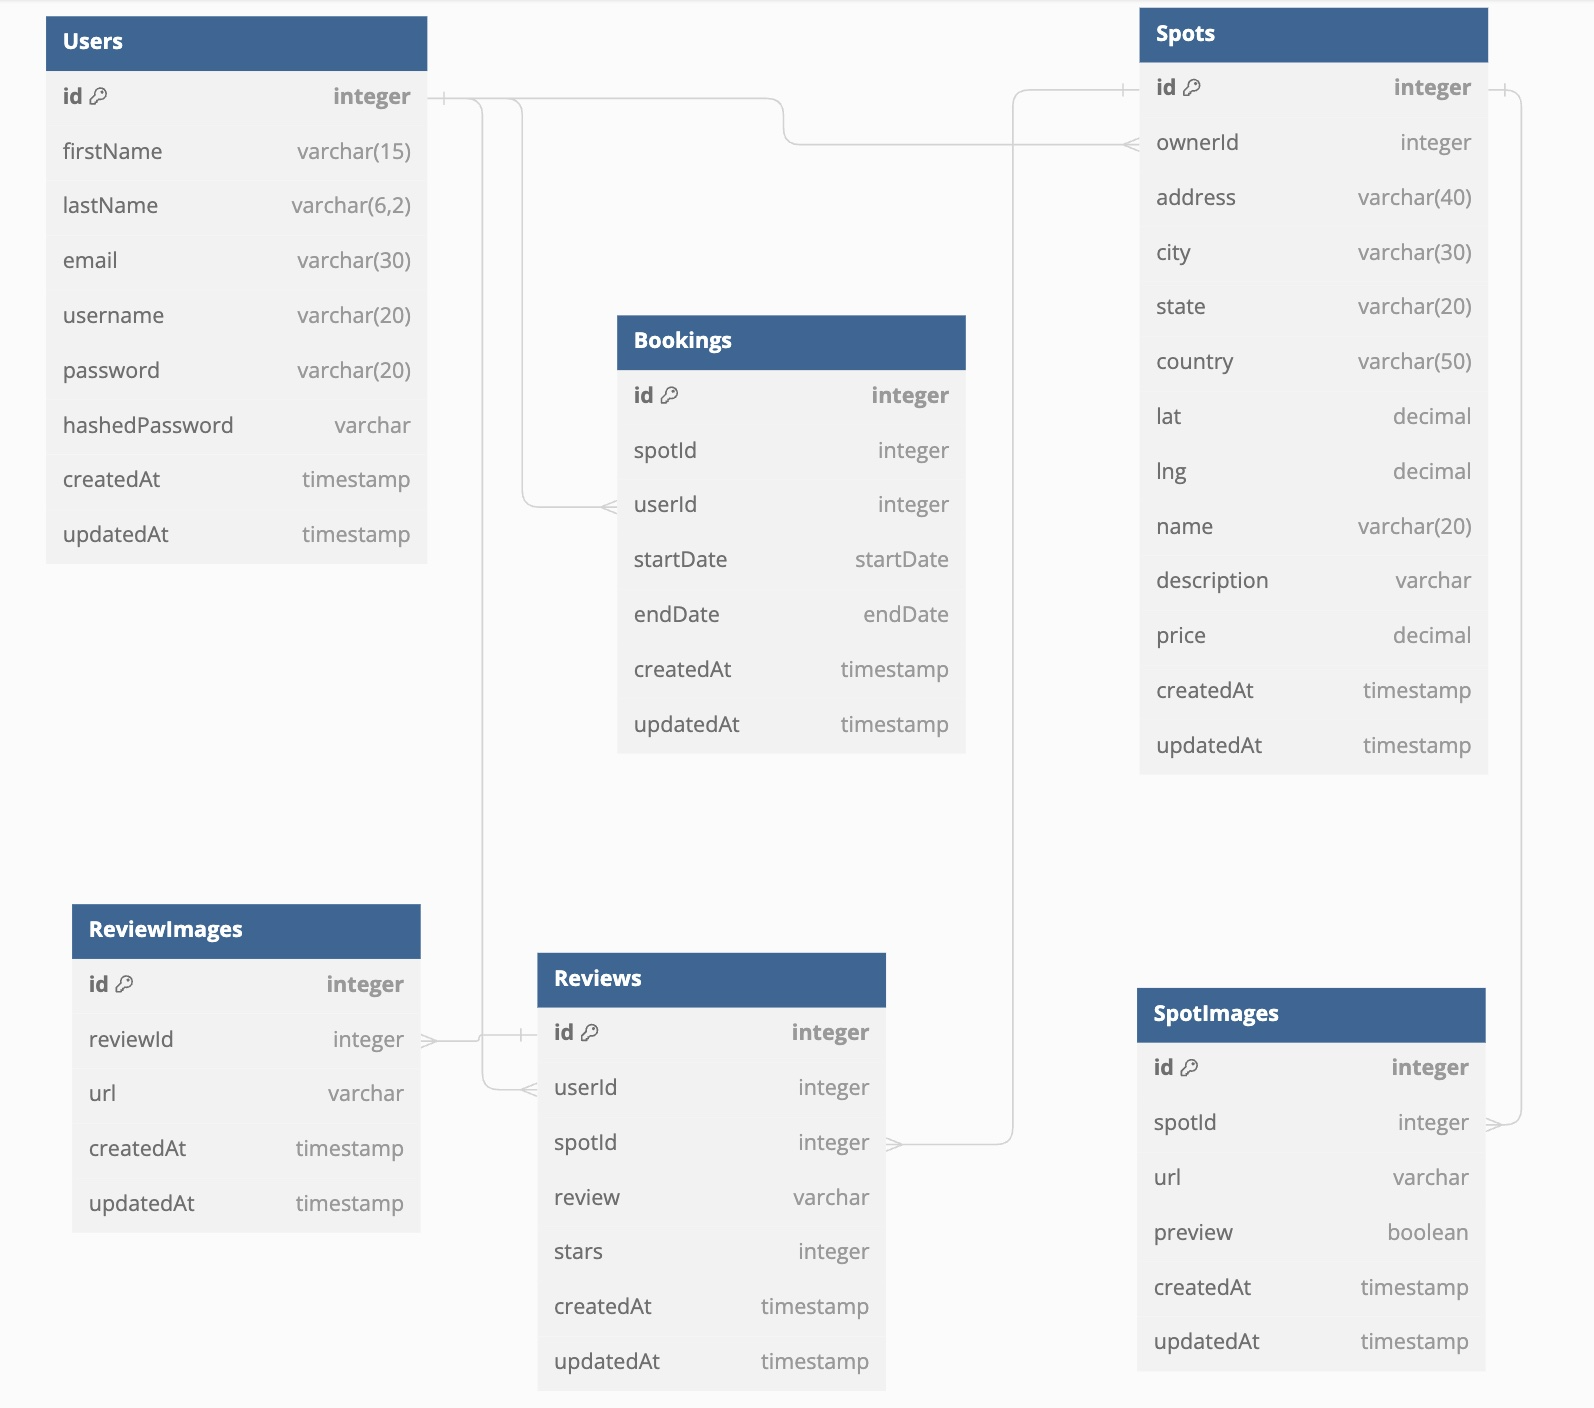 Users
id integer
firstName varchar(15)
lastName varchar(6,2)
email varchar(30)
username varchar(20)
password varchar(20)
hashedPassword varchar
createdAt timestamp
updatedAt timestamp
Spots
id integer
ownerId integer
address varchar(40)
city varchar(30)
state varchar(20)
country varchar(50)
lat decimal
lng decimal
name varchar(20)
description varchar
price decimal
createdAt timestamp
updatedAt timestamp
Bookings
id integer
spotId integer
userId integer
startDate startDate
endDate endDate
createdAt timestamp
updatedAt timestamp
ReviewImages
id integer
reviewId integer
url varchar
createdAt timestamp
updatedAt timestamp
Reviews
id integer
userId integer
spotId integer
review varchar
stars integer
createdAt timestamp
updatedAt timestamp
SpotImages
id integer
spotId integer
url varchar
preview boolean
createdAt timestamp
updatedAt timestamp